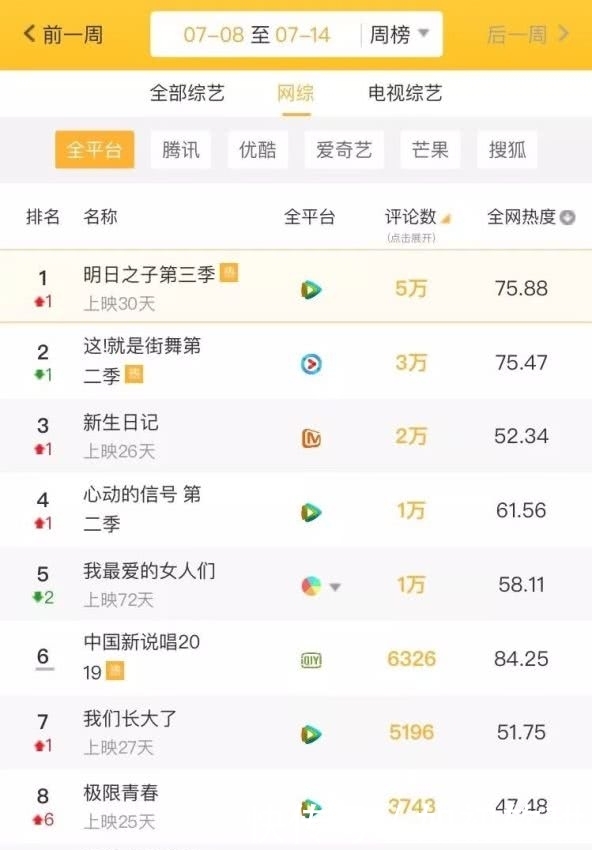 前一周 07-08 至 07-14 周榜 后一周
全部综艺 网综 电视综艺
全平台 腾讯 优酷 爱奇艺 芒果 搜狐
排名 名称 全平台 评论数 全网热度
(点击展开)
1 明日之子第三季 热 5万 75.88
1 上映30天
2 这!就是街舞第 3万 75.47
1 二季 热
3 新生日记 2万 52.34
1 上映26天
4 心动的信号 第 1万 61.56
1 二季
5 我最爱的女人们 1万 58.11
2 上映72天
6 中国新说唱20 QIY 6326 84.25
19 热
7 我们长大了 5196 51.75
1 上映27天
8 极限青春 3743 47.48
6 上映25天